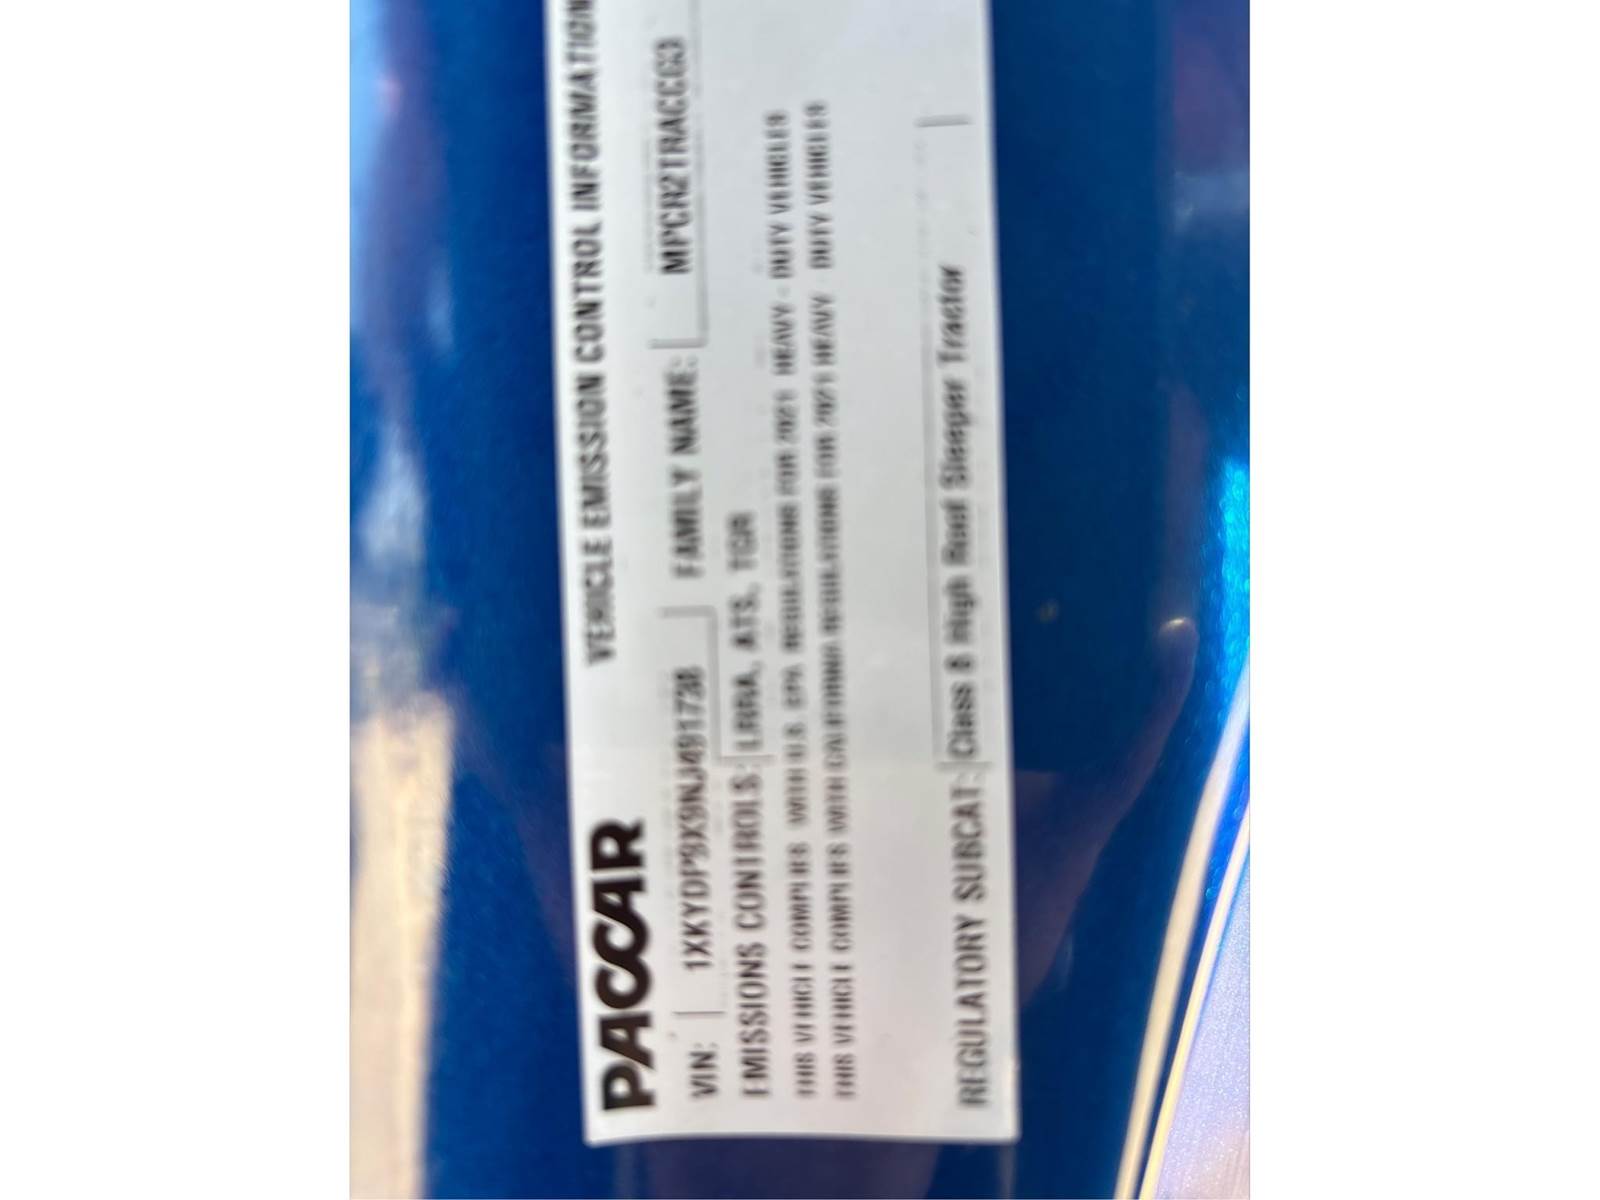 PACCAR VEHICLE EMISSION CONTROL INFORMATION
VIN: 1XKYDP9X9NJ491738 FAMILY NAME: MPCR2TRACCG3
EMISSIONS CONTROLS: LRRA, ATS, TGR
THIS VEHICLE COMPLIES WITH U.S. EPA REGULATIONS FOR 2021 HEAVY - DUTY VEHICLES
THIS VEHICLE COMPLIES WITH CALIFORNIA REGULATIONS FOR 2021 HEAVY DUTY VEHICLES
REGULATORY SUBCAT: Class 8 High Roof Sleeper Tractor